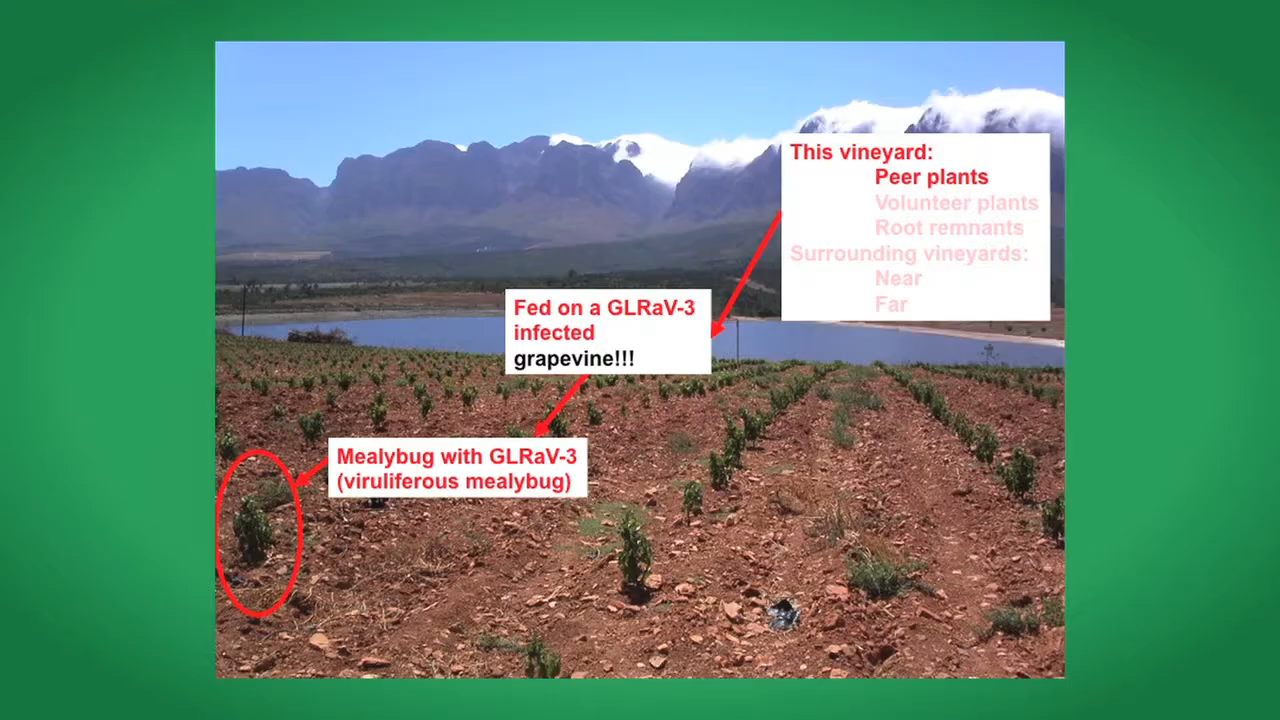 This vineyard:
Peer plants
Volunteer plants
Root remnants
Surrounding vineyards:
Near
Far
Fed on a GLRaV-3
infected
grapevine!!!
Mealybug with GLRaV-3
(viruliferous mealybug)